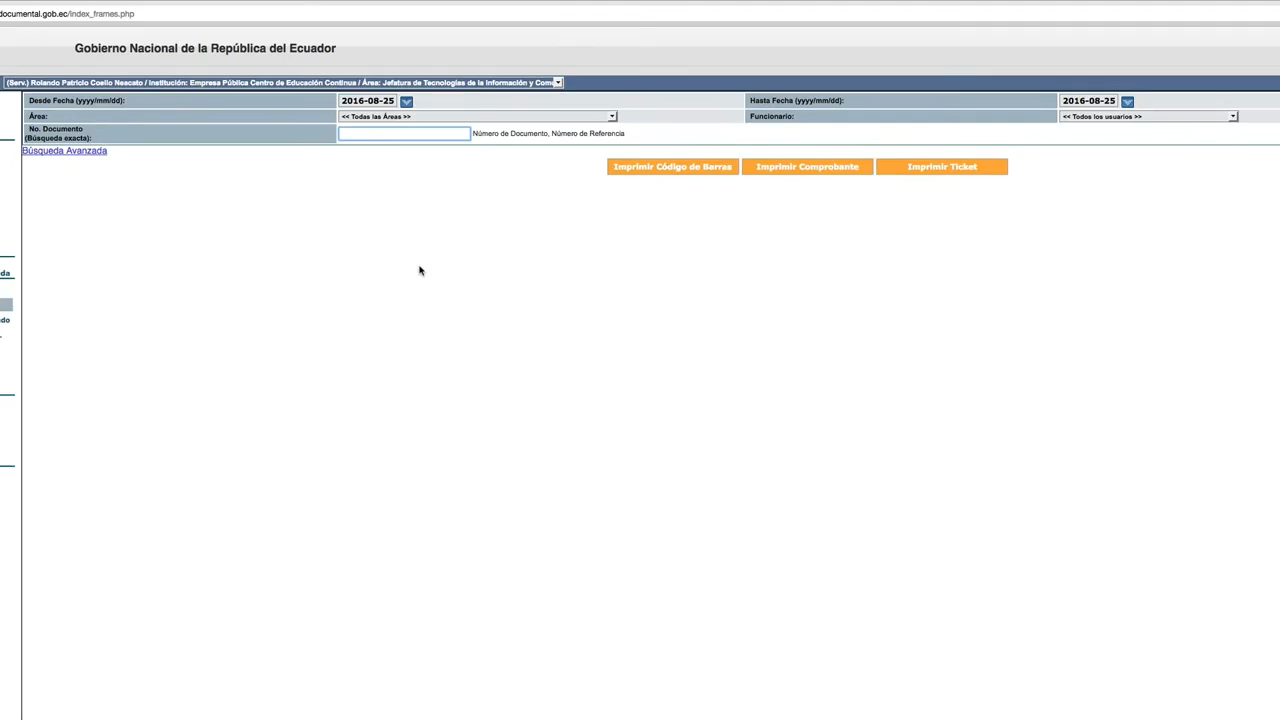 documental.gob.ec/index_frames.php
Gobierno Nacional de la República del Ecuador
(Serv.) Rolando Patricio Coello Neacato / Institución: Empresa Pública Centro de Educación Continua / Área: Jefatura de Tecnologías de la Información y Com
Desde Fecha (yyyy/mm/dd): 2016-08-25 Hasta Fecha (yyyy/mm/dd): 2016-08-25
Área: << Todas las Áreas >> Funcionario: << Todos los usuarios >>
No. Documento
(Búsqueda exacta): Número de Documento, Número de Referencia
Búsqueda Avanzada
Imprimir Código de Barras Imprimir Comprobante Imprimir Ticket
da
do